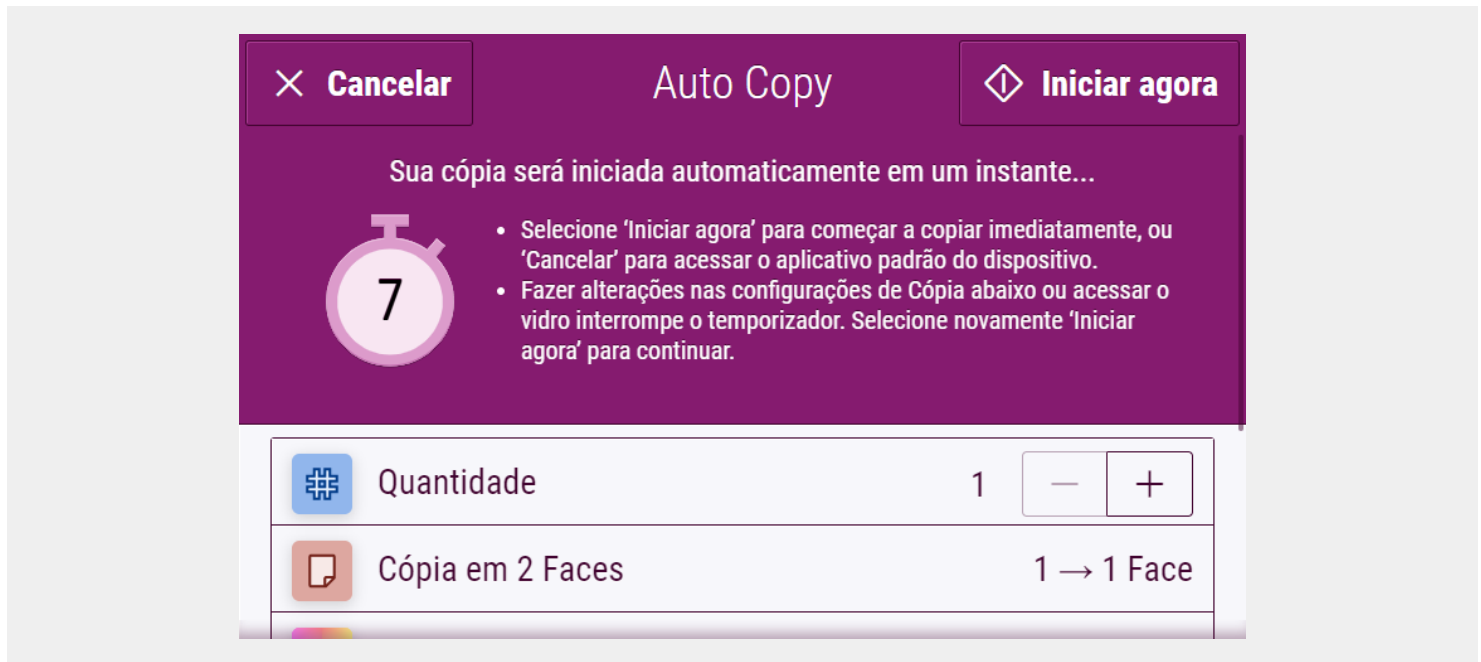 Cancelar
Auto Copy
Iniciar agora
Sua cópia será iniciada automaticamente em um instante...
7
• Selecione ‘Iniciar agora’ para começar a copiar imediatamente, ou
‘Cancelar’ para acessar o aplicativo padrão do dispositivo.
• Fazer alterações nas configurações de Cópia abaixo ou acessar o
vidro interrompe o temporizador. Selecione novamente ‘Iniciar
agora’ para continuar.
Quantidade 1 − +
Cópia em 2 Faces 1 → 1 Face